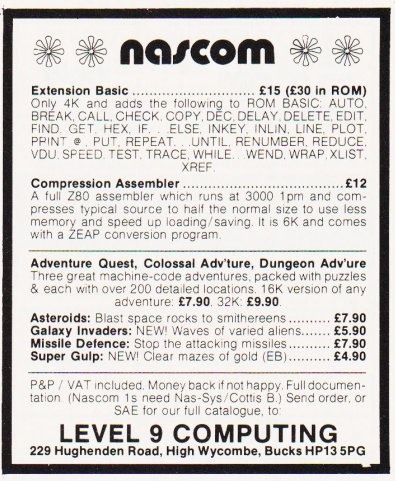 nascom
Extension Basic .................. £15 (£30 in ROM)
Only 4K and adds the following to ROM BASIC: AUTO,
BREAK, CALL, CHECK, COPY, DEC, DELAY, DELETE, EDIT,
FIND, GET, HEX, IF. . .ELSE, INKEY, INLIN, LINE, PLOT,
PRINT @, PUT, REPEAT. . .UNTIL, RENUMBER, REDUCE,
VDU, SPEED, TEST, TRACE, WHILE. . WEND, WRAP, XLIST,
XREF.
Compression Assembler ........................... £12
A full Z80 assembler which runs at 3000 1pm and com-
presses typical source to half the normal size to use less
memory and speed up loading/saving. It is 6K and comes
with a ZEAP conversion program.
Adventure Quest, Colossal Adv'ture, Dungeon Adv'ure
Three great machine-code adventures, packed with puzzles
& each with over 200 detailed locations. 16K version of any
adventure: £7.90, 32K: £9.90.
Asteroids: Blast space rocks to smithereens .......... £7.90
Galaxy Invaders: NEW! Waves of varied aliens....... £5.90
Missile Defence: Stop the attacking missiles .......... £7.90
Super Gulp: NEW! Clear mazes of gold (EB) .......... £4.90
P&P / VAT included. Money back if not happy. Full documen-
tation. (Nascom 1s need Nas-Sys/Cottis B.) Send order, or
SAE for our full catalogue, to:
LEVEL 9 COMPUTING
229 Hughenden Road, High Wycombe, Bucks HP13 5PG